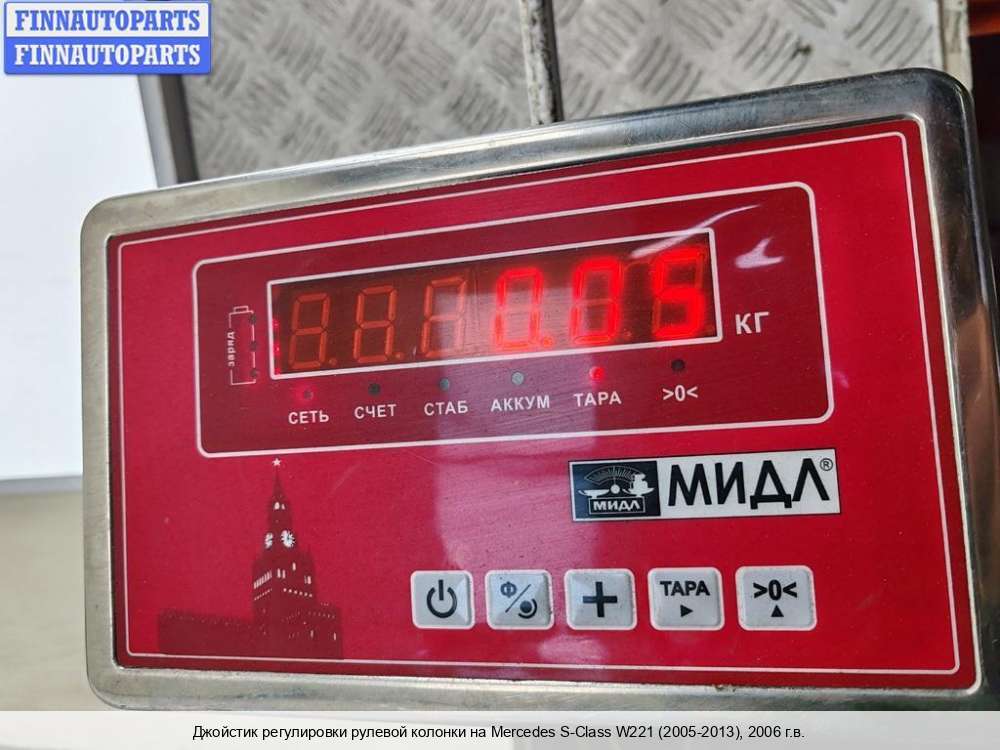 FINNAUTOPARTS
FINNAUTOPARTS
0.05
КГ
заряд
СЕТЬ СЧЕТ СТАБ АККУМ ТАРА >0<
МИДЛ МИДЛ®
Ф/ + ТАРА >0<
Джойстик регулировки рулевой колонки на Mercedes S-Class W221 (2005-2013), 2006 г.в.